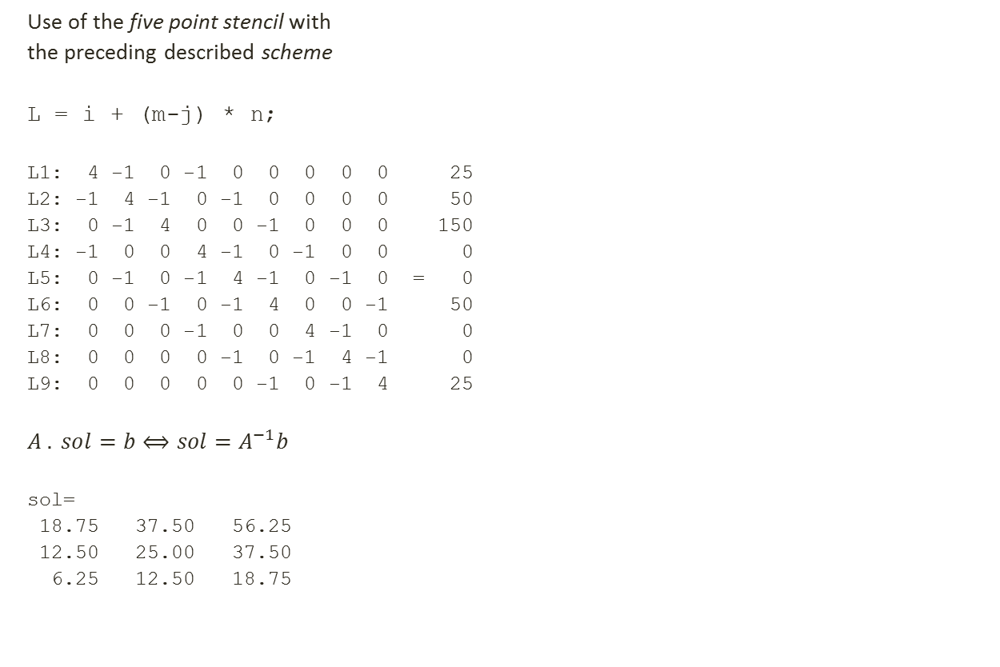 Use of the five point stencil with
the preceding described scheme
L = i + (m-j) * n;
L1: 4 -1 0 -1 0 0 0 0 0 25
L2: -1 4 -1 0 -1 0 0 0 0 50
L3: 0 -1 4 0 0 -1 0 0 0 150
L4: -1 0 0 4 -1 0 -1 0 0 0
L5: 0 -1 0 -1 4 -1 0 -1 0 = 0
L6: 0 0 -1 0 -1 4 0 0 -1 50
L7: 0 0 0 -1 0 0 4 -1 0 0
L8: 0 0 0 0 -1 0 -1 4 -1 0
L9: 0 0 0 0 0 -1 0 -1 4 25
A . sol = b ⟺ sol = A⁻¹b
sol=
18.75 37.50 56.25
12.50 25.00 37.50
6.25 12.50 18.75